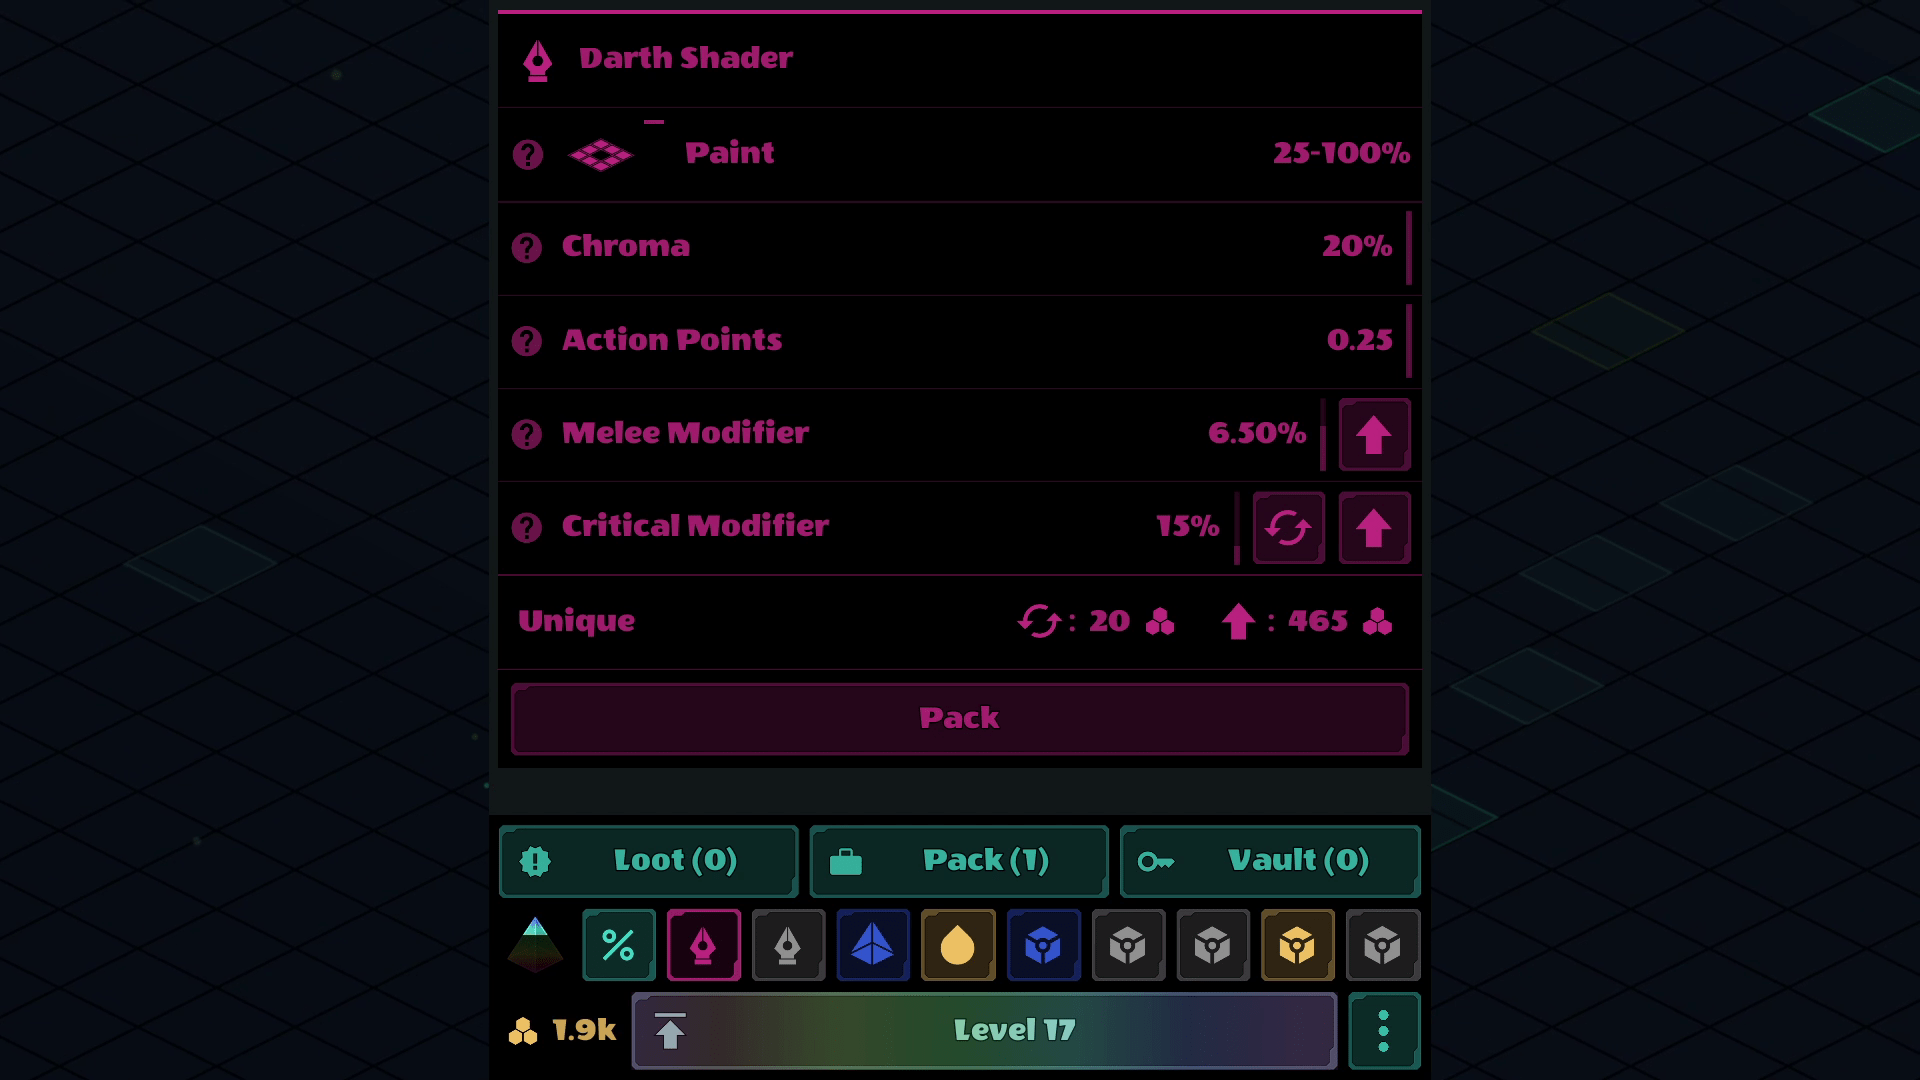 Darth Shader
Paint 25-100%
Chroma 20%
Action Points 0.25
Melee Modifier 6.50%
Critical Modifier 15%
Unique : 20 : 465
Pack
Loot (0) Pack (1) Vault (0)
1.9k Level 17